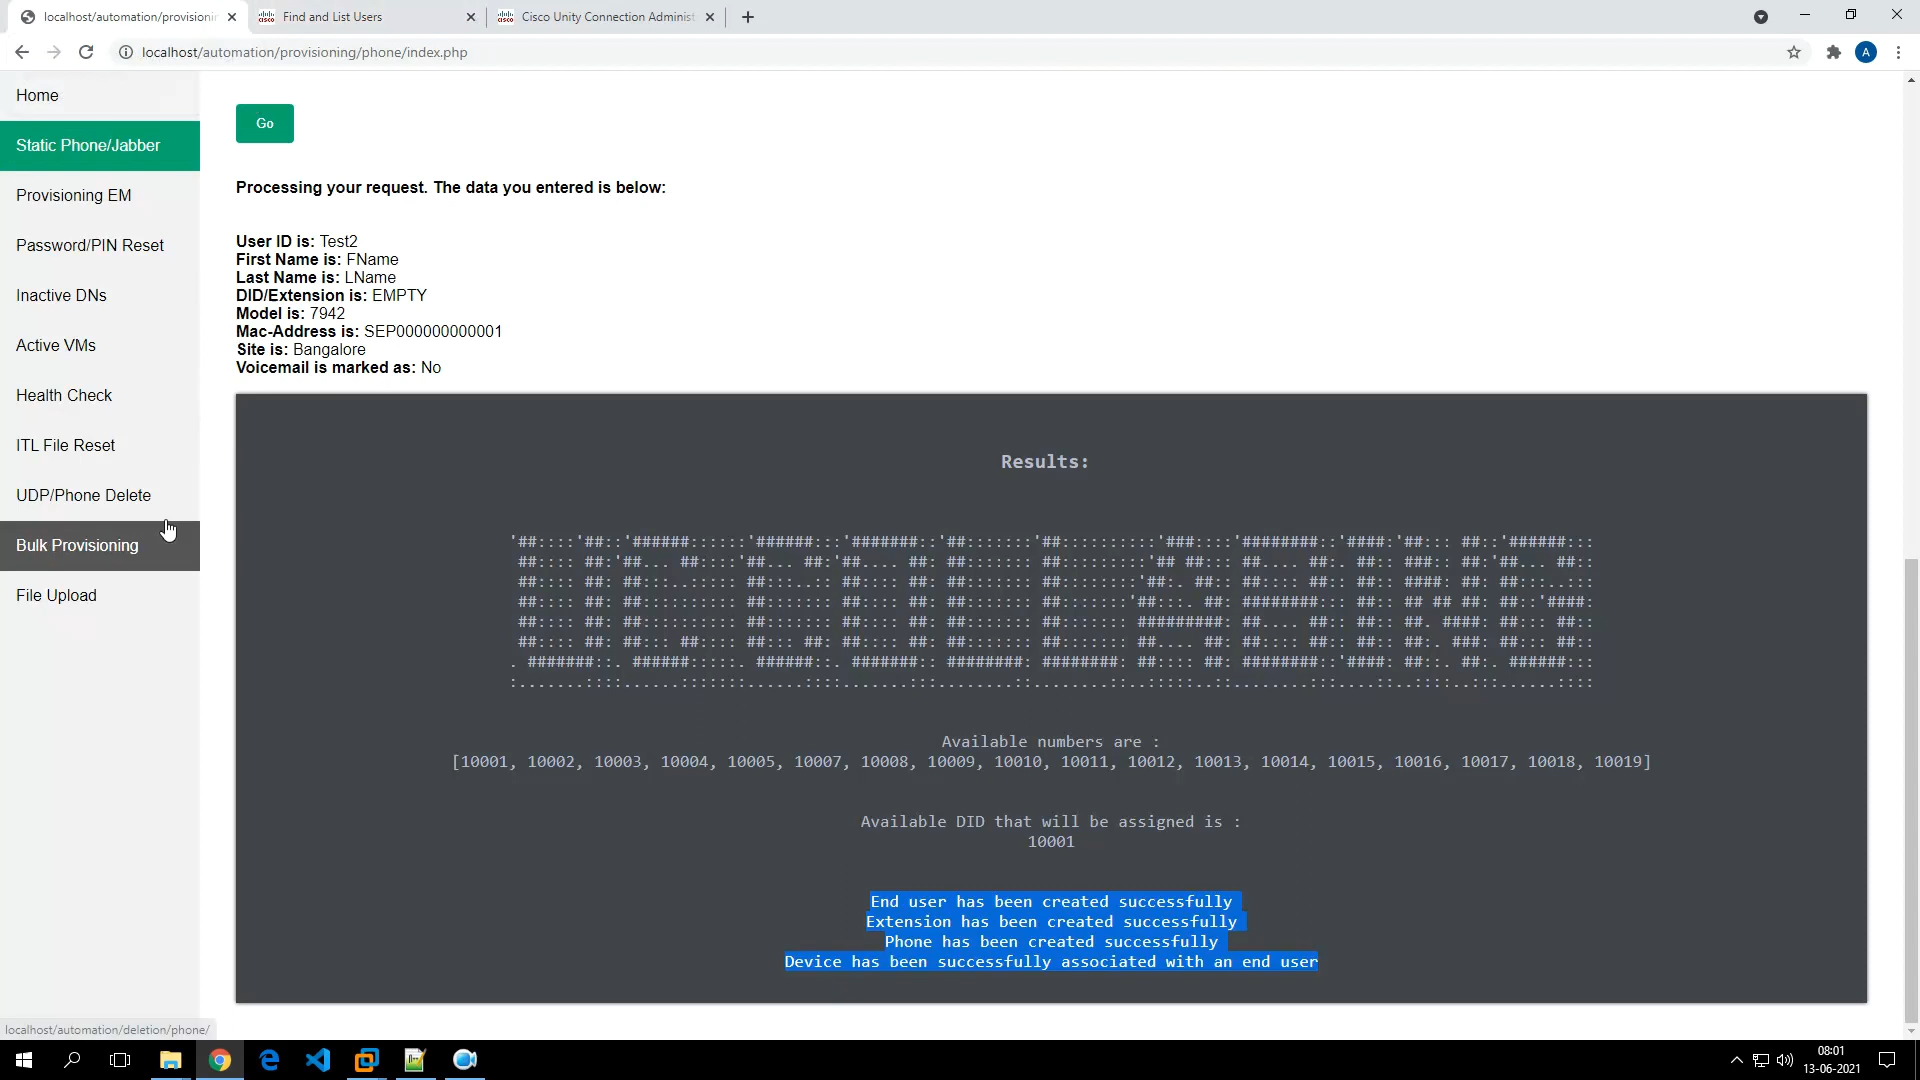 localhost/automation/provisionin
Find and List Users
Cisco Unity Connection Administ
localhost/automation/provisioning/phone/index.php
A
Home
Static Phone/Jabber
Provisioning EM
Password/PIN Reset
Inactive DNs
Active VMs
Health Check
ITL File Reset
UDP/Phone Delete
Bulk Provisioning
File Upload
Go
Processing your request. The data you entered is below:
User ID is: Test2
First Name is: FName
Last Name is: LName
DID/Extension is: EMPTY
Model is: 7942
Mac-Address is: SEP000000000001
Site is: Bangalore
Voicemail is marked as: No
Results:
UCCOLLABING
Available numbers are :
[10001, 10002, 10003, 10004, 10005, 10007, 10008, 10009, 10010, 10011, 10012, 10013, 10014, 10015, 10016, 10017, 10018, 10019]
Available DID that will be assigned is :
10001
End user has been created successfully
Extension has been created successfully
Phone has been created successfully
Device has been successfully associated with an end user
localhost/automation/deletion/phone/
08:01
13-06-2021